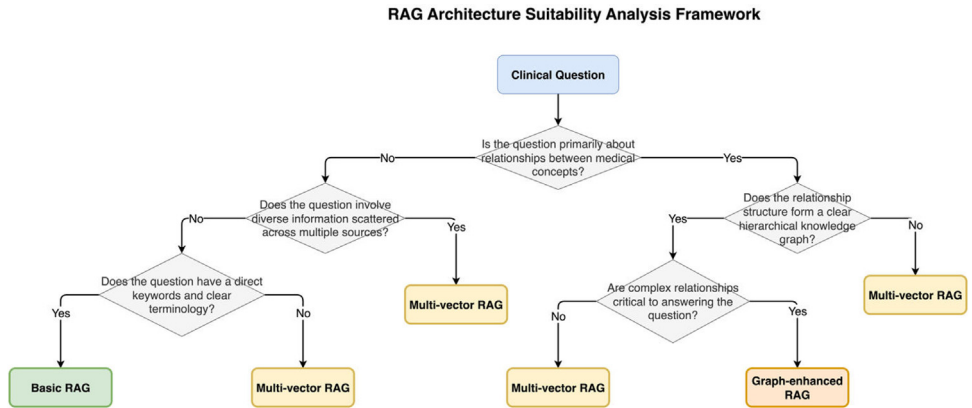 RAG Architecture Suitability Analysis Framework
Clinical Question
Is the question primarily about
relationships between medical
concepts?
No
Yes
Does the question involve
diverse information scattered
across multiple sources?
Does the relationship
structure form a clear
hierarchical knowledge
graph?
No
Yes
Yes
No
Does the question have a direct
keywords and clear
terminology?
Multi-vector RAG
Are complex relationships
critical to answering the
question?
Multi-vector RAG
Yes
No
No
Yes
Basic RAG
Multi-vector RAG
Multi-vector RAG
Graph-enhanced
RAG